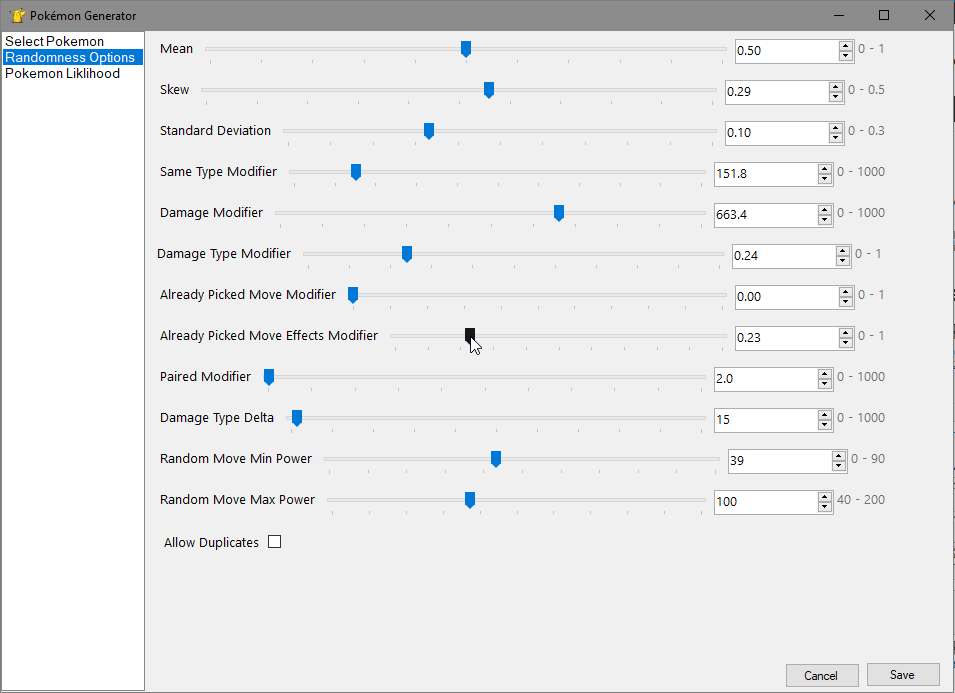 Pokémon Generator
Select Pokemon
Randomness Options
Pokemon Liklihood
Mean 0.50 0 - 1
Skew 0.29 0 - 0.5
Standard Deviation 0.10 0 - 0.3
Same Type Modifier 151.8 0 - 1000
Damage Modifier 663.4 0 - 1000
Damage Type Modifier 0.24 0 - 1
Already Picked Move Modifier 0.00 0 - 1
Already Picked Move Effects Modifier 0.23 0 - 1
Paired Modifier 2.0 0 - 1000
Damage Type Delta 15 0 - 1000
Random Move Min Power 39 0 - 90
Random Move Max Power 100 40 - 200
Allow Duplicates
Cancel Save